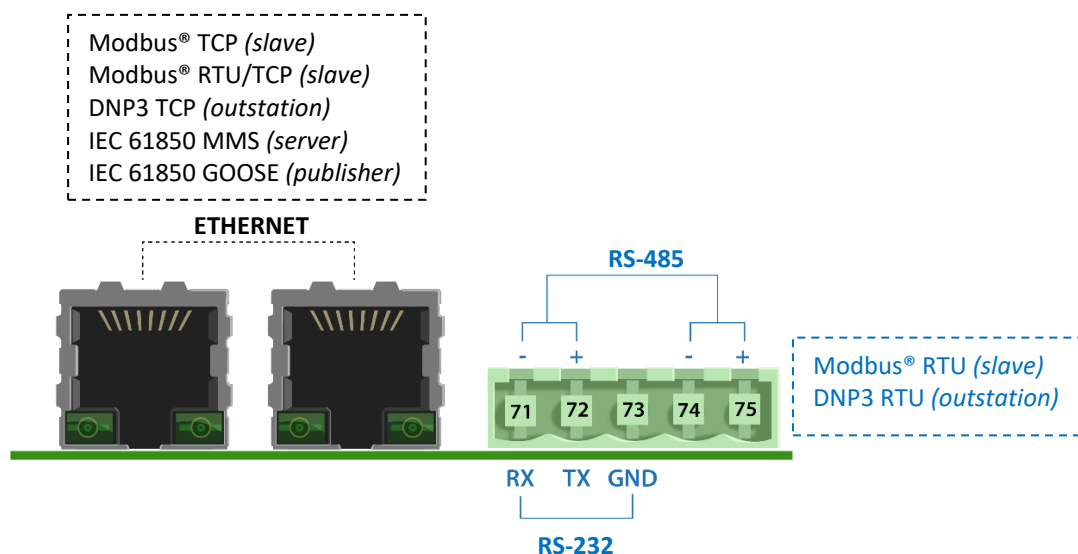 Modbus® TCP (slave)
Modbus® RTU/TCP (slave)
DNP3 TCP (outstation)
IEC 61850 MMS (server)
IEC 61850 GOOSE (publisher)
ETHERNET
RS-485
- + - +
71 72 73 74 75
RX TX GND
RS-232
Modbus® RTU (slave)
DNP3 RTU (outstation)